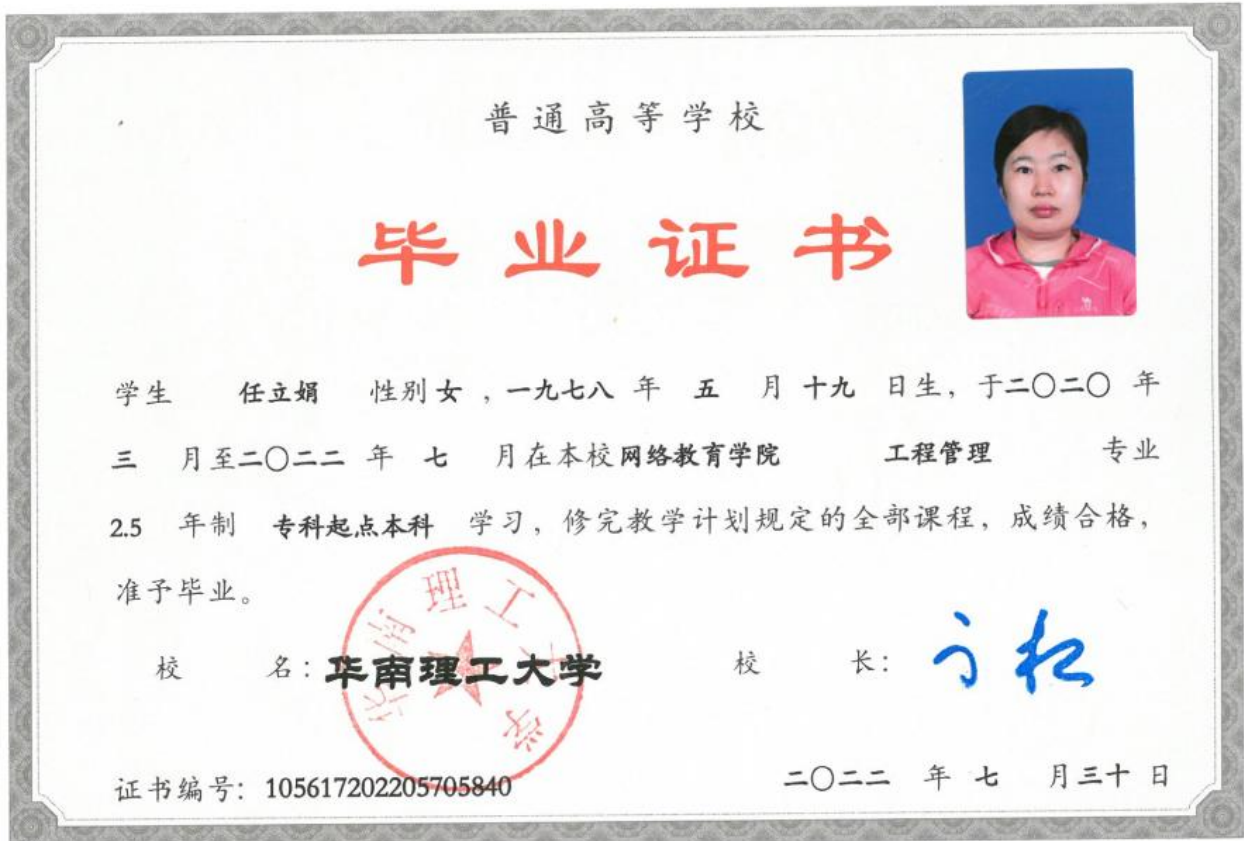 普通高等学校
毕业证书
学生 任立娟 性别 女 ，一九七八 年 五 月 十九 日生，于二〇二〇 年
三 月至二〇二二 年 七 月在本校 网络教育学院 工程管理 专业
2.5 年制 专科起点本科 学习，修完教学计划规定的全部课程，成绩合格，
准予毕业。
华南理工大学
校 名：华南理工大学 校 长：
证书编号：105617202205705840 二〇二二 年 七 月三十 日